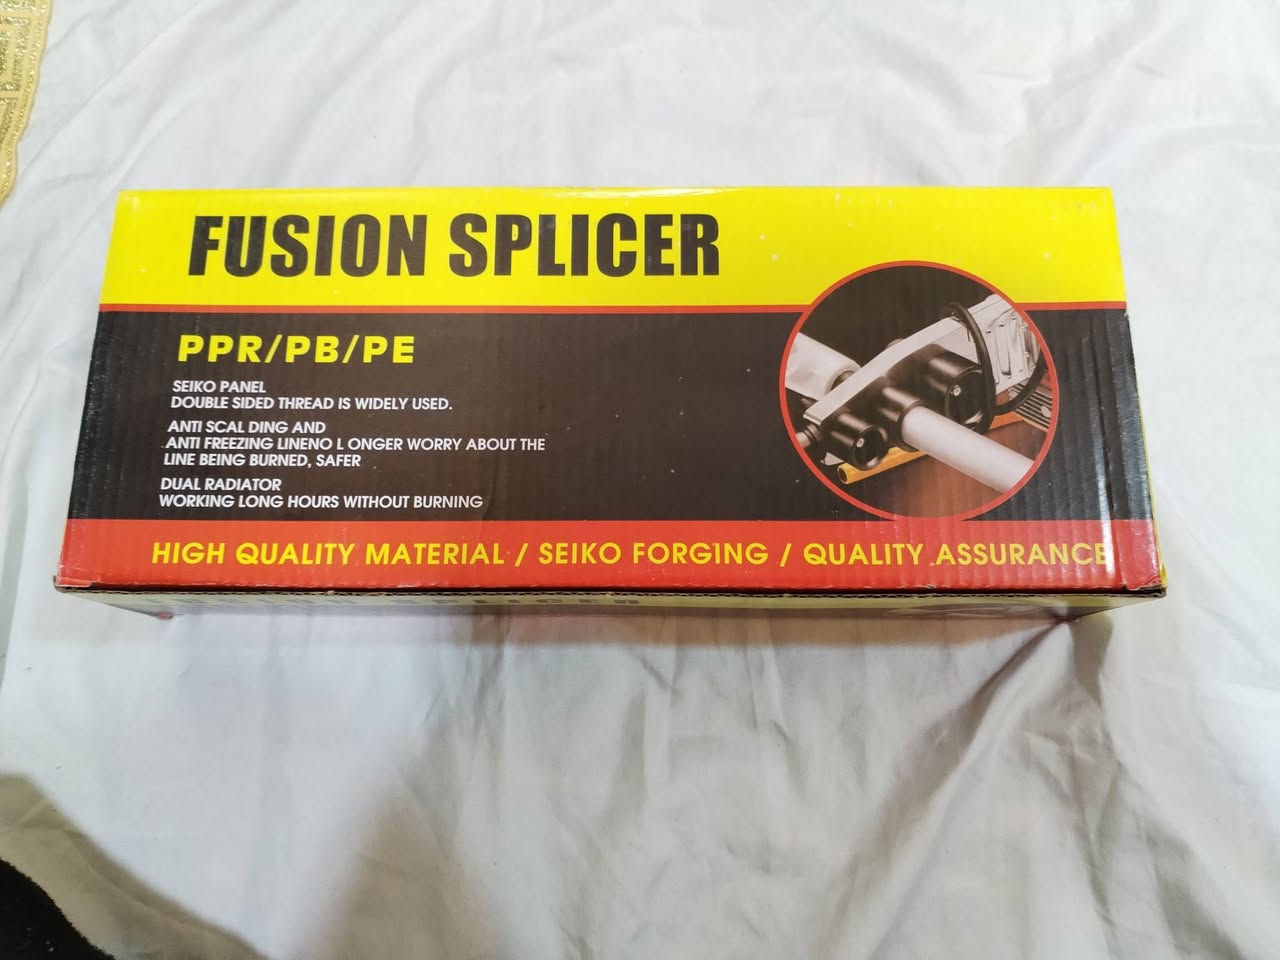 FUSION SPLICER
PPR/PB/PE
SEIKO PANEL
DOUBLE SIDED THREAD IS WIDELY USED.
ANTI SCAL DING AND
ANTI FREEZING LINENO L ONGER WORRY ABOUT THE
LINE BEING BURNED, SAFER
DUAL RADIATOR
WORKING LONG HOURS WITHOUT BURNING
HIGH QUALITY MATERIAL / SEIKO FORGING / QUALITY ASSURANCE
FUSION SPLICER